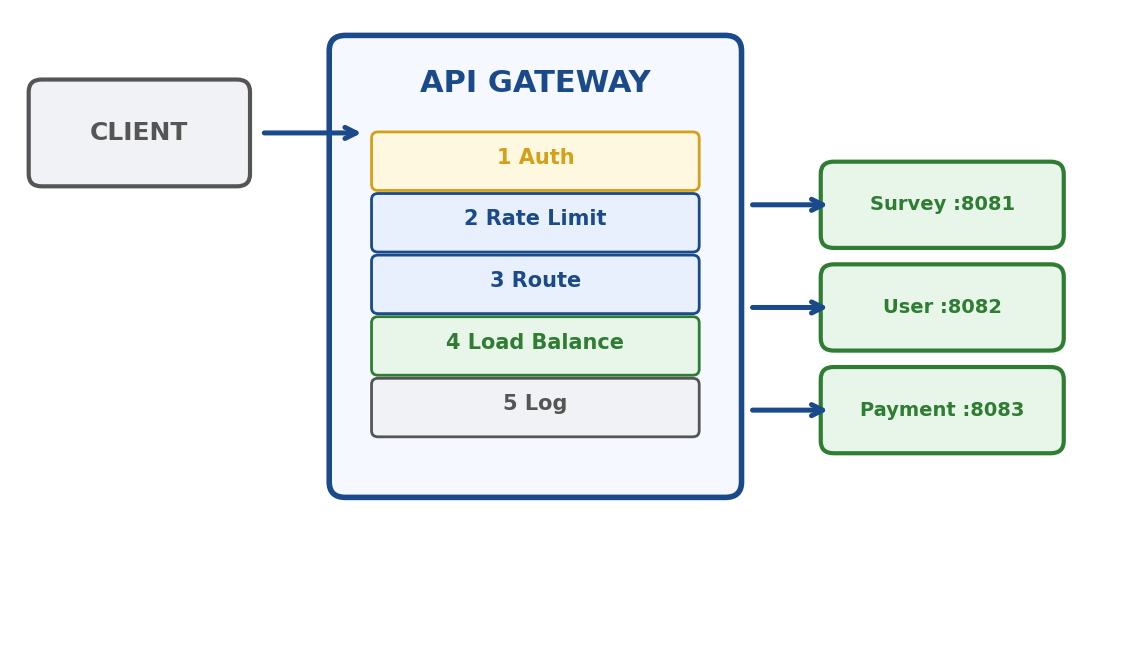 CLIENT
API GATEWAY
1 Auth
2 Rate Limit
3 Route
4 Load Balance
5 Log
Survey :8081
User :8082
Payment :8083